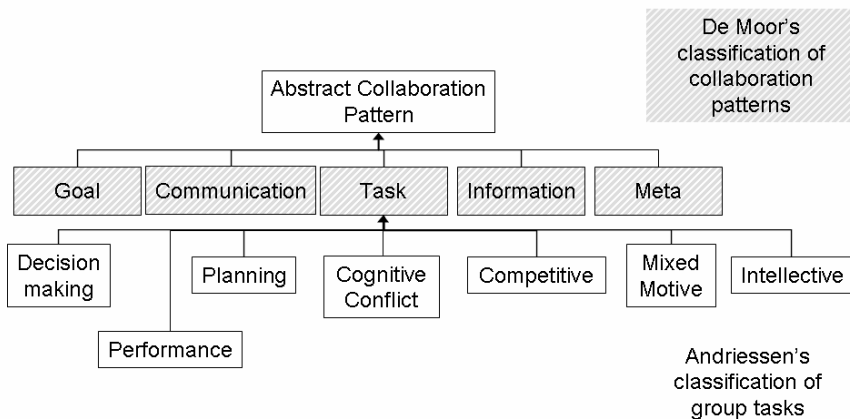 De Moor's
classification of
collaboration
patterns
Abstract Collaboration
Pattern
Goal
Communication
Task
Information
Meta
Decision
making
Planning
Cognitive
Conflict
Competitive
Mixed
Motive
Intellective
Performance
Andriessen's
classification of
group tasks